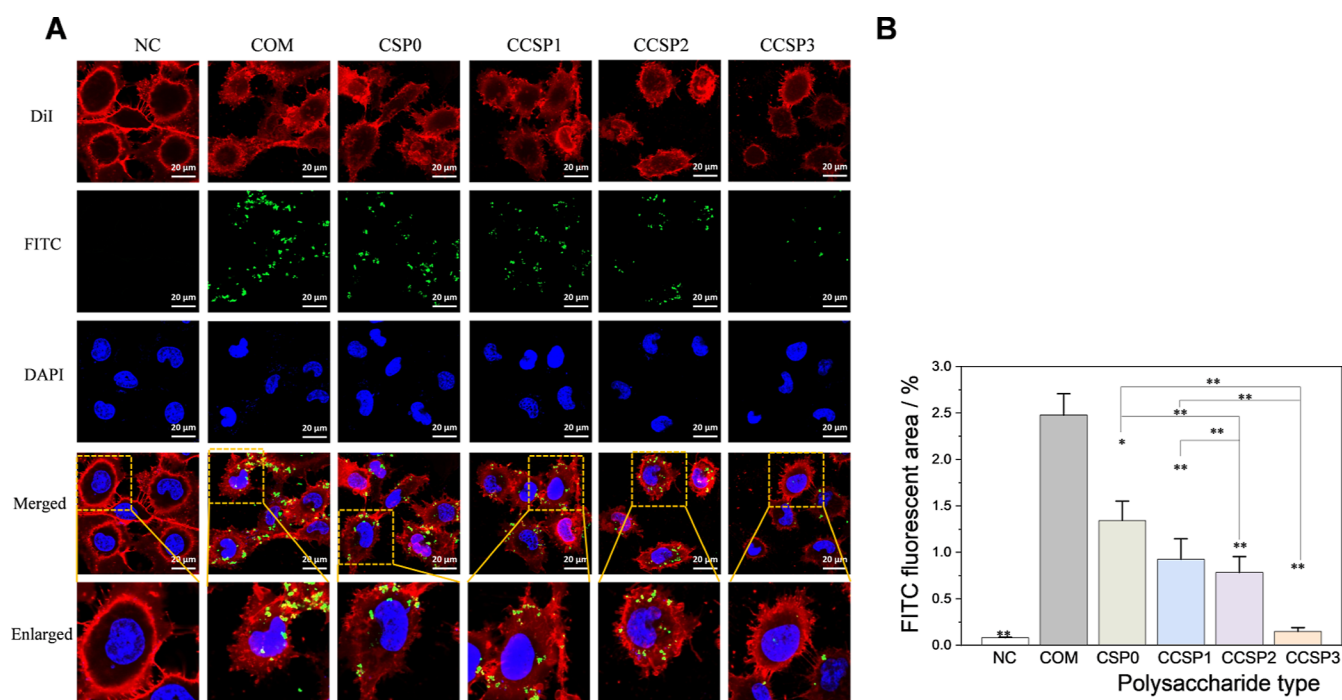 A
B
NC COM CSP0 CCSP1 CCSP2 CCSP3
DiI
20 μm 20 μm 20 μm 20 μm 20 μm 20 μm
FITC
20 μm 20 μm 20 μm 20 μm 20 μm 20 μm
DAPI
20 μm 20 μm 20 μm 20 μm 20 μm 20 μm
Merged
20 μm 20 μm 20 μm 20 μm 20 μm 20 μm
Enlarged
FITC fluorescent area / %
3.0
2.5
2.0
1.5
1.0
0.5
0.0
**
**
**
*
**
**
**
**
**
NC COM CSP0 CCSP1 CCSP2 CCSP3
Polysaccharide type